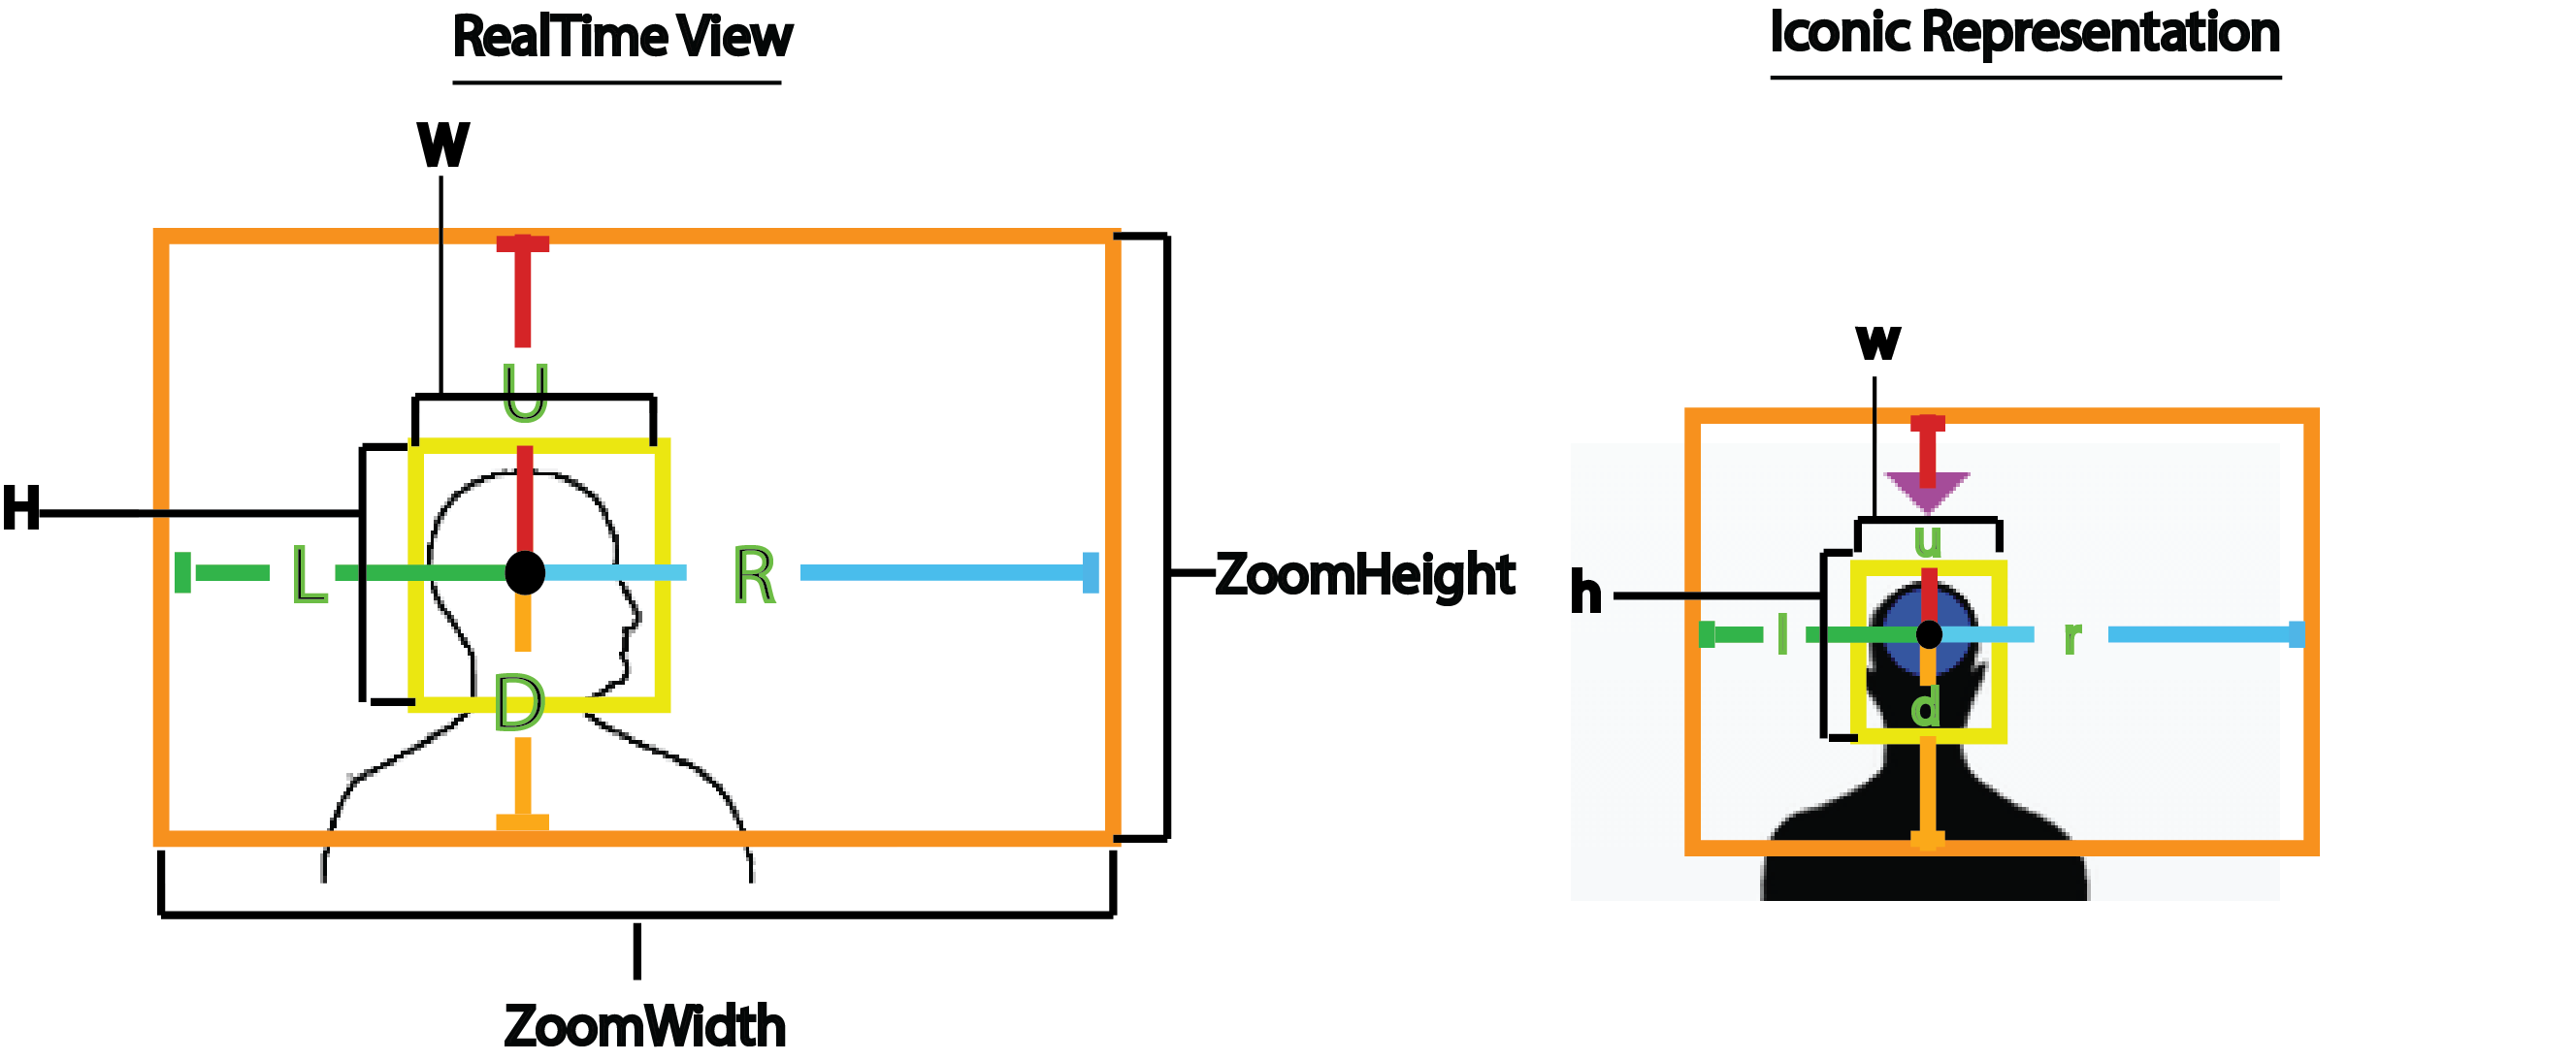 RealTime View
Iconic Representation
W
w
U
H
L
R
ZoomHeight
D
u
h
l
r
d
ZoomWidth